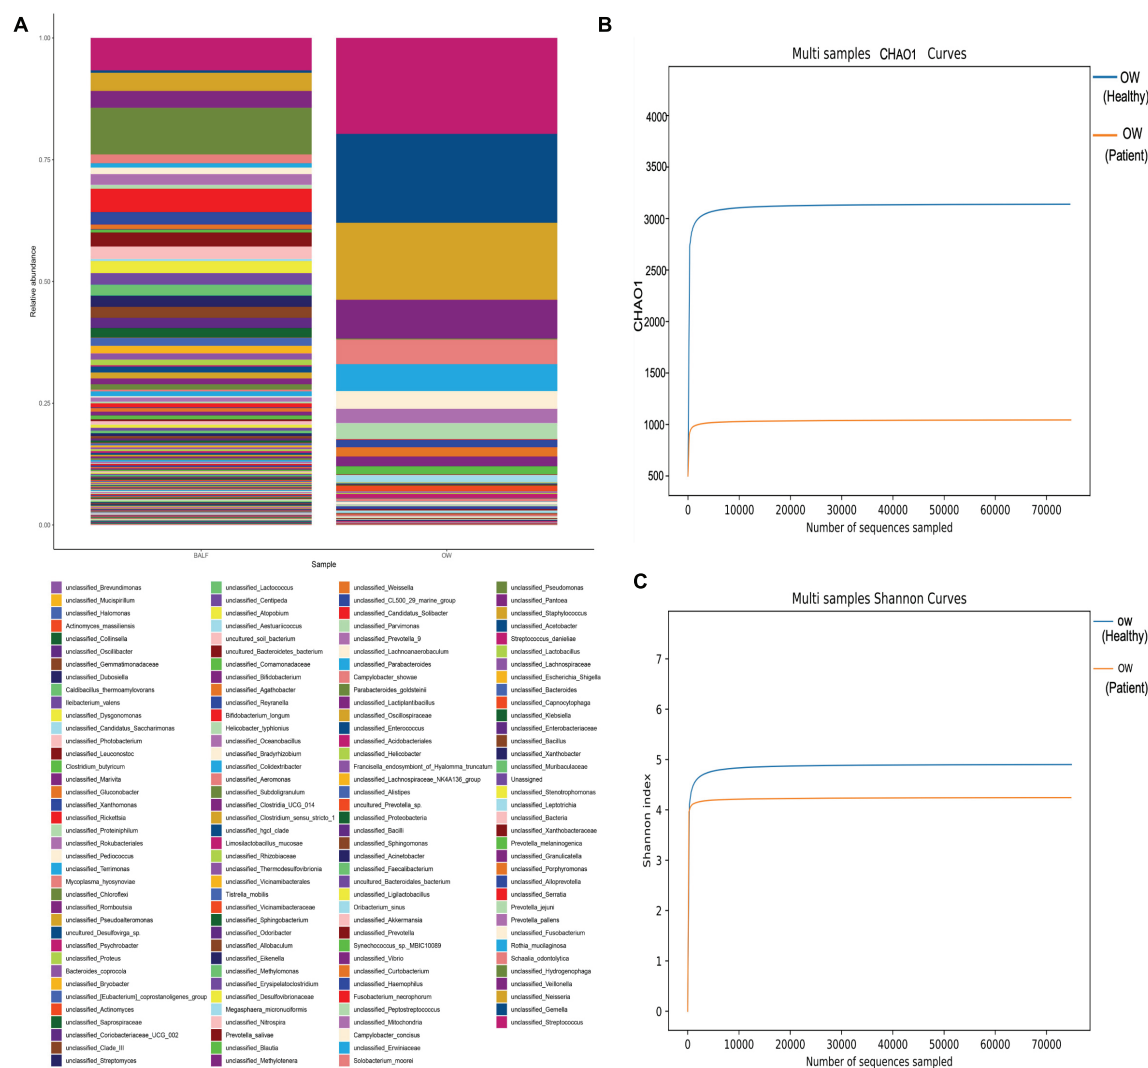 A
1.00
0.75
0.50
0.25
0.00
Relative abundance
BALF
OW
Sample
unclassified_Brevundimonas
unclassified_Mucispirillum
unclassified_Halomonas
Actinomyces_massiliensis
unclassified_Collinsella
unclassified_Oscillibacter
unclassified_Gemmatimonadaceae
unclassified_Dubosiella
Caldibacillus_thermoamylovorans
Ileibacterium_valens
unclassified_Dysgonomonas
unclassified_Candidatus_Saccharimonas
unclassified_Photobacterium
unclassified_Leuconostoc
Clostridium_butyricum
unclassified_Marivita
unclassified_Gluconobacter
unclassified_Xanthomonas
unclassified_Rickettsia
unclassified_Proteiniphilum
unclassified_Rokubacteriales
unclassified_Pediococcus
unclassified_Terrimonas
Mycoplasma_hyosynoviae
unclassified_Chloroflexi
unclassified_Romboutsia
unclassified_Pseudoalteromonas
uncultured_Desulfovirga_sp.
unclassified_Psychrobacter
unclassified_Proteus
Bacteroides_coprocola
unclassified_Bryobacter
unclassified_[Eubacterium]_coprostanoligenes_group
unclassified_Actinomyces
unclassified_Saprospiraceae
unclassified_Coriobacteriaceae_UCG_002
unclassified_Clade_III
unclassified_Streptomyces
unclassified_Lactococcus
unclassified_Centipeda
unclassified_Atopobium
unclassified_Aestuariicoccus
uncultured_soil_bacterium
uncultured_Bacteroidetes_bacterium
unclassified_Comamonadaceae
unclassified_Bifidobacterium
unclassified_Agathobacter
unclassified_Reyranella
Bifidobacterium_longum
Helicobacter_typhlonius
unclassified_Oceanobacillus
unclassified_Bradyrhizobium
unclassified_Colidextribacter
unclassified_Aeromonas
unclassified_Subdoligranulum
unclassified_Clostridia_UCG_014
unclassified_Clostridium_sensu_stricto_1
unclassified_hgcI_clade
Limosilactobacillus_mucosae
unclassified_Rhizobiaceae
unclassified_Thermodesulfovibrionia
unclassified_Vicinamibacterales
Tistrella_mobilis
unclassified_Vicinamibacteraceae
unclassified_Sphingobacterium
unclassified_Odoribacter
unclassified_Allobaculum
unclassified_Eikenella
unclassified_Methylomonas
unclassified_Erysipelatoclostridium
unclassified_Desulfovibrionaceae
Megasphaera_micronuciformis
unclassified_Nitrospira
Prevotella_salivae
unclassified_Blautia
unclassified_Methylotenera
unclassified_Weissella
unclassified_CL500_29_marine_group
unclassified_Candidatus_Solibacter
unclassified_Parvimonas
unclassified_Prevotella_9
unclassified_Lachnoanaerobaculum
unclassified_Parabacteroides
Campylobacter_showae
Parabacteroides_goldsteinii
unclassified_Lactiplantibacillus
unclassified_Oscillospiraceae
unclassified_Enterococcus
unclassified_Acidobacteriales
unclassified_Helicobacter
Francisella_endosymbiont_of_Hyalomma_truncatum
unclassified_Lachnospiraceae_NK4A136_group
unclassified_Alistipes
uncultured_Prevotella_sp.
unclassified_Proteobacteria
unclassified_Bacilli
unclassified_Sphingomonas
unclassified_Acinetobacter
unclassified_Faecalibacterium
uncultured_Bacteroidales_bacterium
unclassified_Ligilactobacillus
Oribacterium_sinus
unclassified_Akkermansia
unclassified_Prevotella
Synechococcus_sp._MBIC10089
unclassified_Vibrio
unclassified_Curtobacterium
unclassified_Haemophilus
Fusobacterium_necrophorum
unclassified_Peptostreptococcus
unclassified_Mitochondria
Campylobacter_concisus
unclassified_Erwiniaceae
Solobacterium_moorei
unclassified_Pseudomonas
unclassified_Pantoea
unclassified_Staphylococcus
unclassified_Acetobacter
Streptococcus_danieliae
unclassified_Lactobacillus
unclassified_Lachnospiraceae
unclassified_Escherichia_Shigella
unclassified_Bacteroides
unclassified_Capnocytophaga
unclassified_Klebsiella
unclassified_Enterobacteriaceae
unclassified_Bacillus
unclassified_Xanthobacter
unclassified_Muribaculaceae
Unassigned
unclassified_Stenotrophomonas
unclassified_Leptotrichia
unclassified_Bacteria
unclassified_Xanthobacteraceae
Prevotella_melaninogenica
unclassified_Granulicatella
unclassified_Porphyromonas
unclassified_Alloprevotella
unclassified_Serratia
Prevotella_jejuni
Prevotella_pallens
unclassified_Fusobacterium
Rothia_mucilaginosa
Schaalia_odontolytica
unclassified_Hydrogenophaga
unclassified_Veillonella
unclassified_Neisseria
unclassified_Gemella
unclassified_Streptococcus
B
Multi samples CHAO1 Curves
OW
(Healthy)
OW
(Patient)
4000
3500
3000
2500
2000
1500
1000
500
CHAO1
0 10000 20000 30000 40000 50000 60000 70000
Number of sequences sampled
C
Multi samples Shannon Curves
OW
(Healthy)
OW
(Patient)
7
6
5
4
3
2
1
0
Shannon index
0 10000 20000 30000 40000 50000 60000 70000
Number of sequences sampled